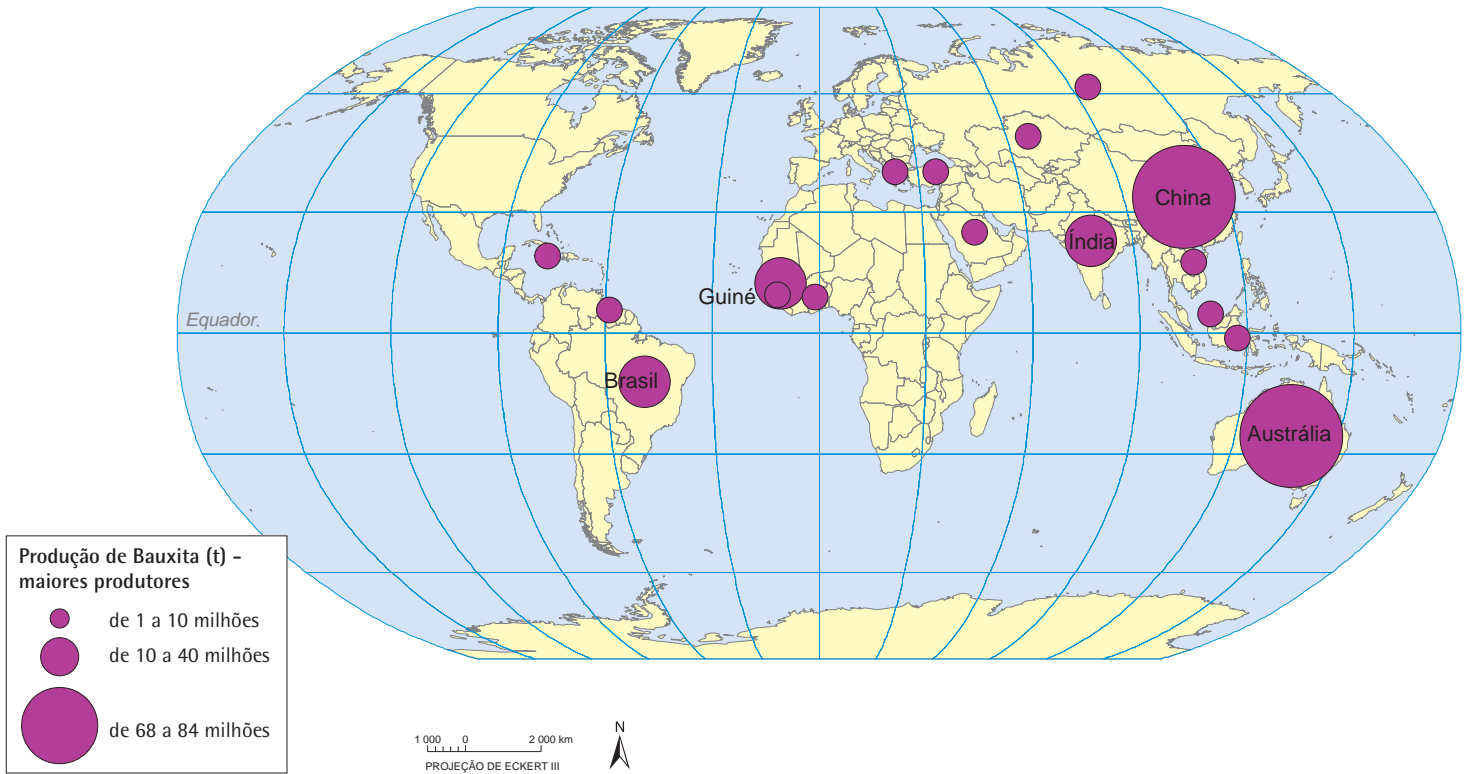 China
Índia
Guiné
Equador.
Brasil
Austrália
Produção de Bauxita (t) -
maiores produtores
de 1 a 10 milhões
de 10 a 40 milhões
de 68 a 84 milhões
1 000 0 2 000 km
PROJEÇÃO DE ECKERT III
N